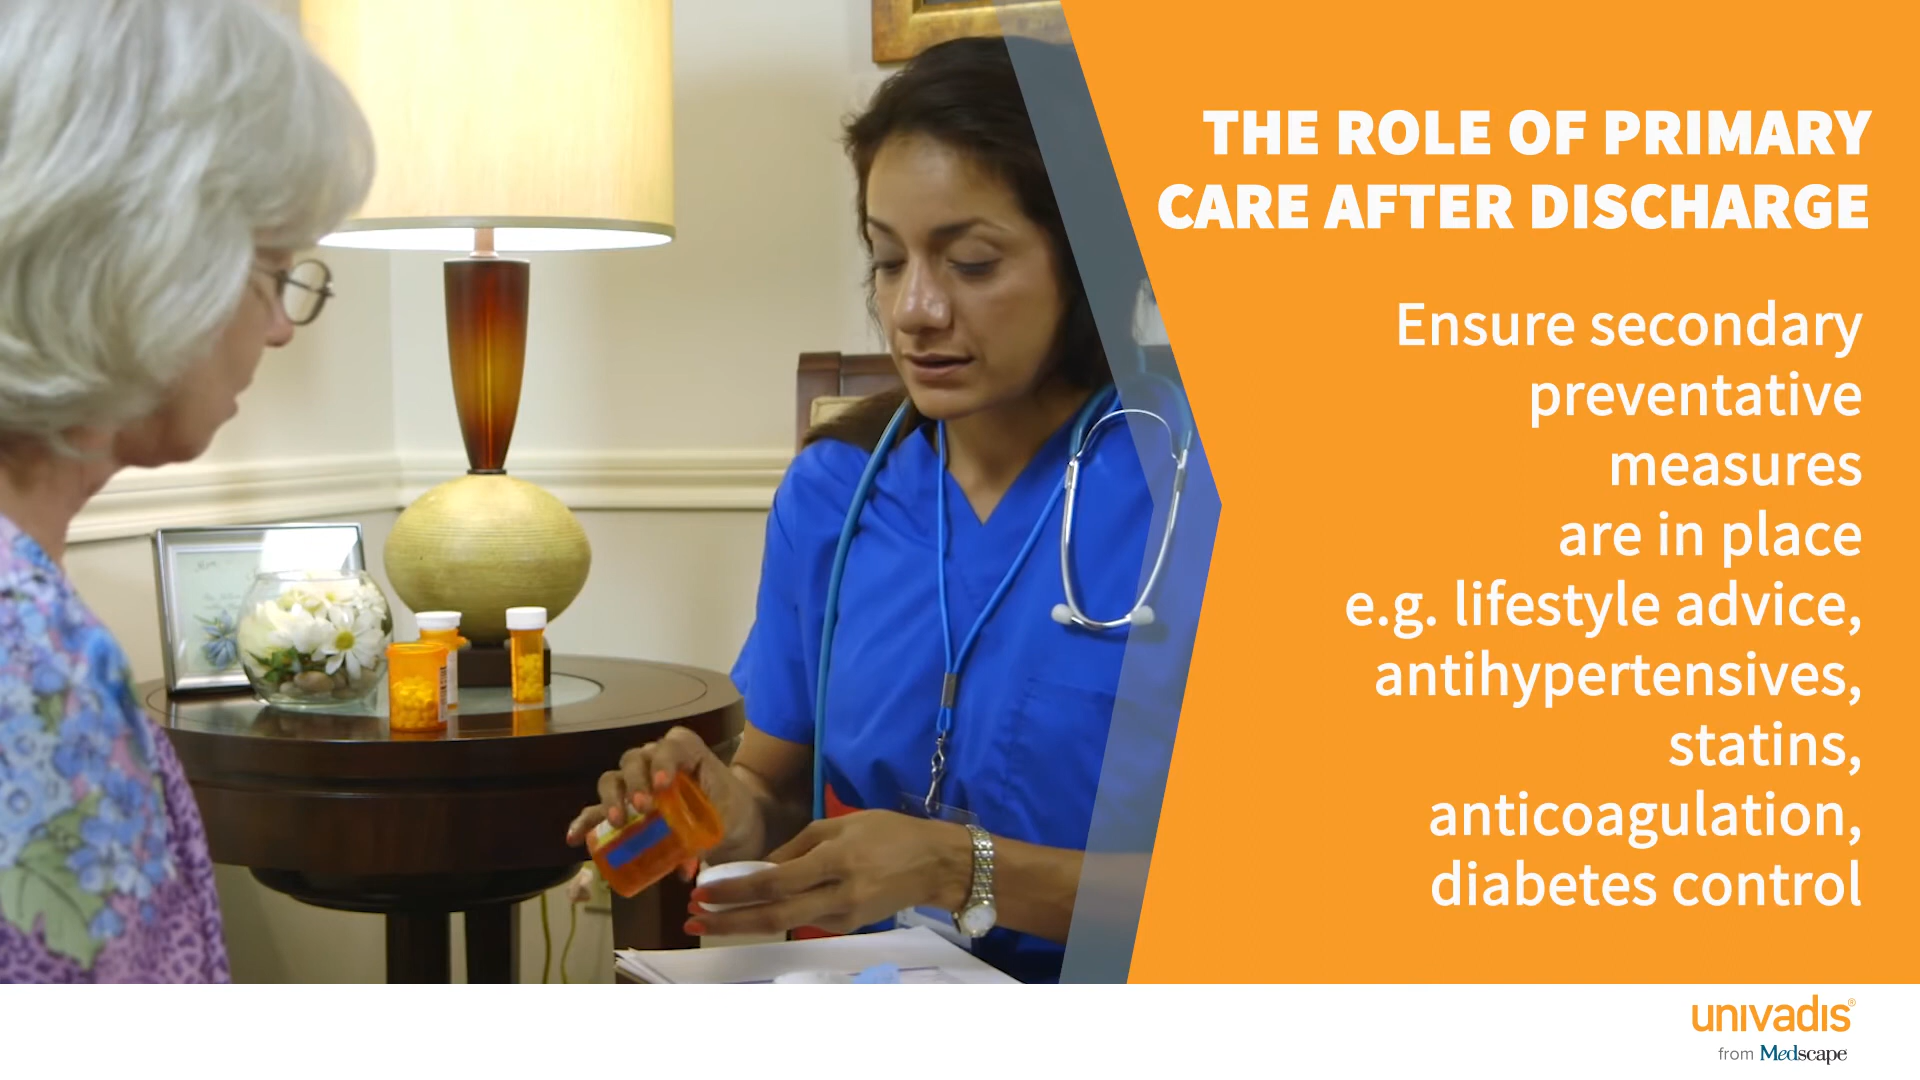 THE ROLE OF PRIMARY
CARE AFTER DISCHARGE
Ensure secondary
preventative
measures
are in place
e.g. lifestyle advice,
antihypertensives,
statins,
anticoagulation,
diabetes control
univadis®
from Medscape